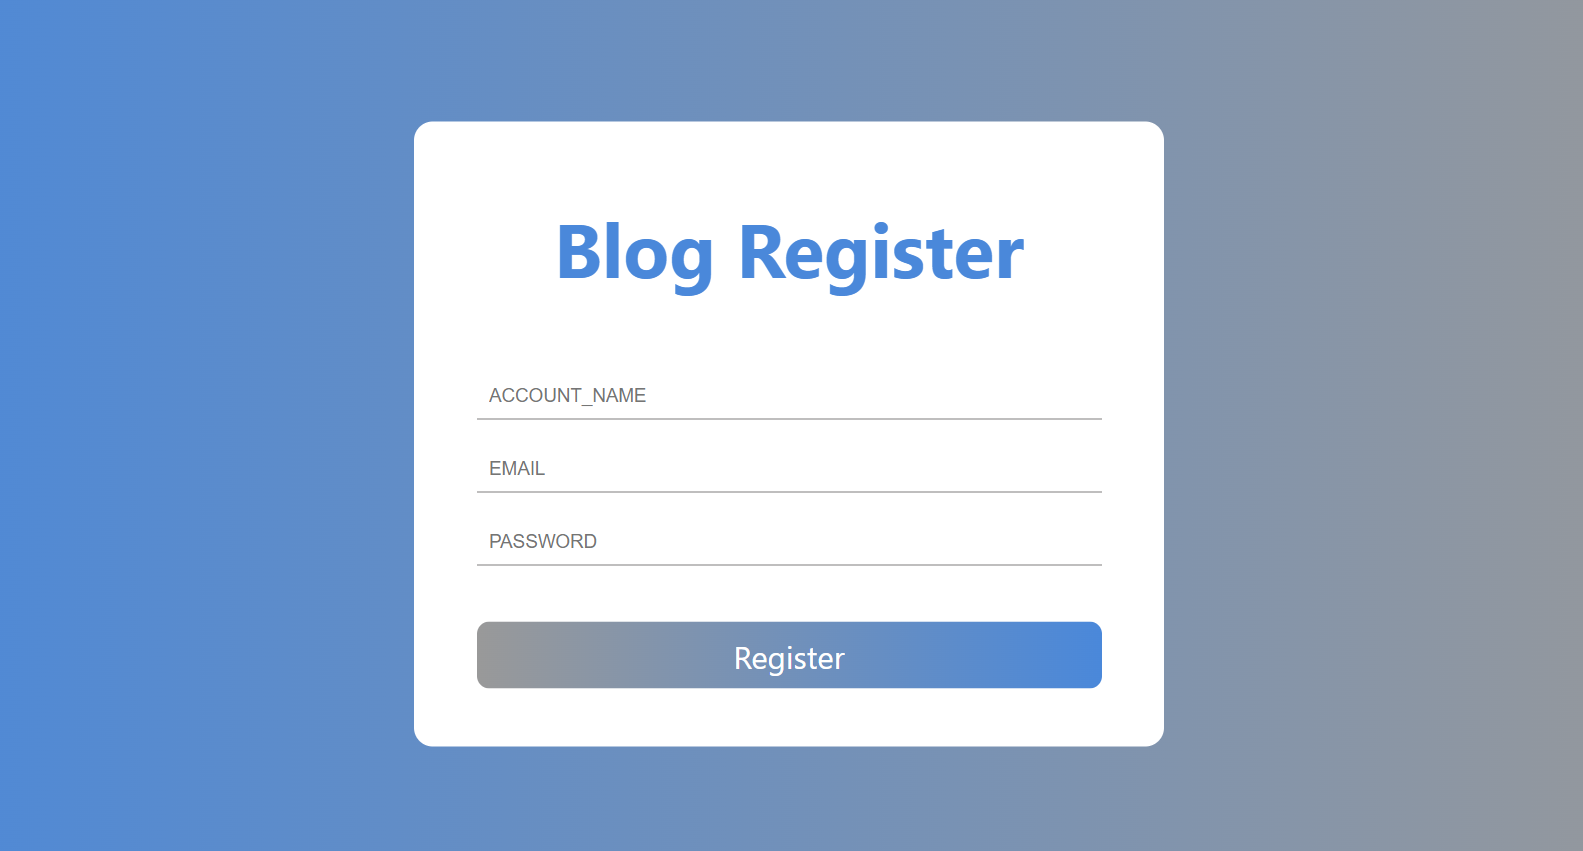 Blog Register
ACCOUNT_NAME
EMAIL
PASSWORD
Register